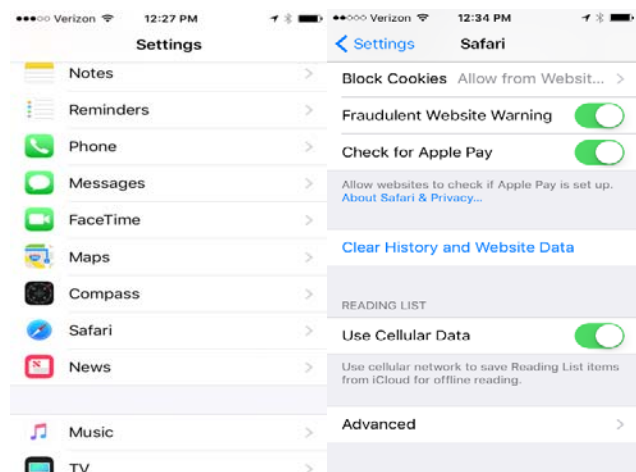 Verizon 12:27 PM
Settings
Notes
Reminders
Phone
Messages
FaceTime
Maps
Compass
Safari
News
Music
TV
Verizon 12:34 PM
Settings Safari
Block Cookies Allow from Websit...
Fraudulent Website Warning
Check for Apple Pay
Allow websites to check if Apple Pay is set up.
About Safari & Privacy...
Clear History and Website Data
READING LIST
Use Cellular Data
Use cellular network to save Reading List items
from iCloud for offline reading.
Advanced